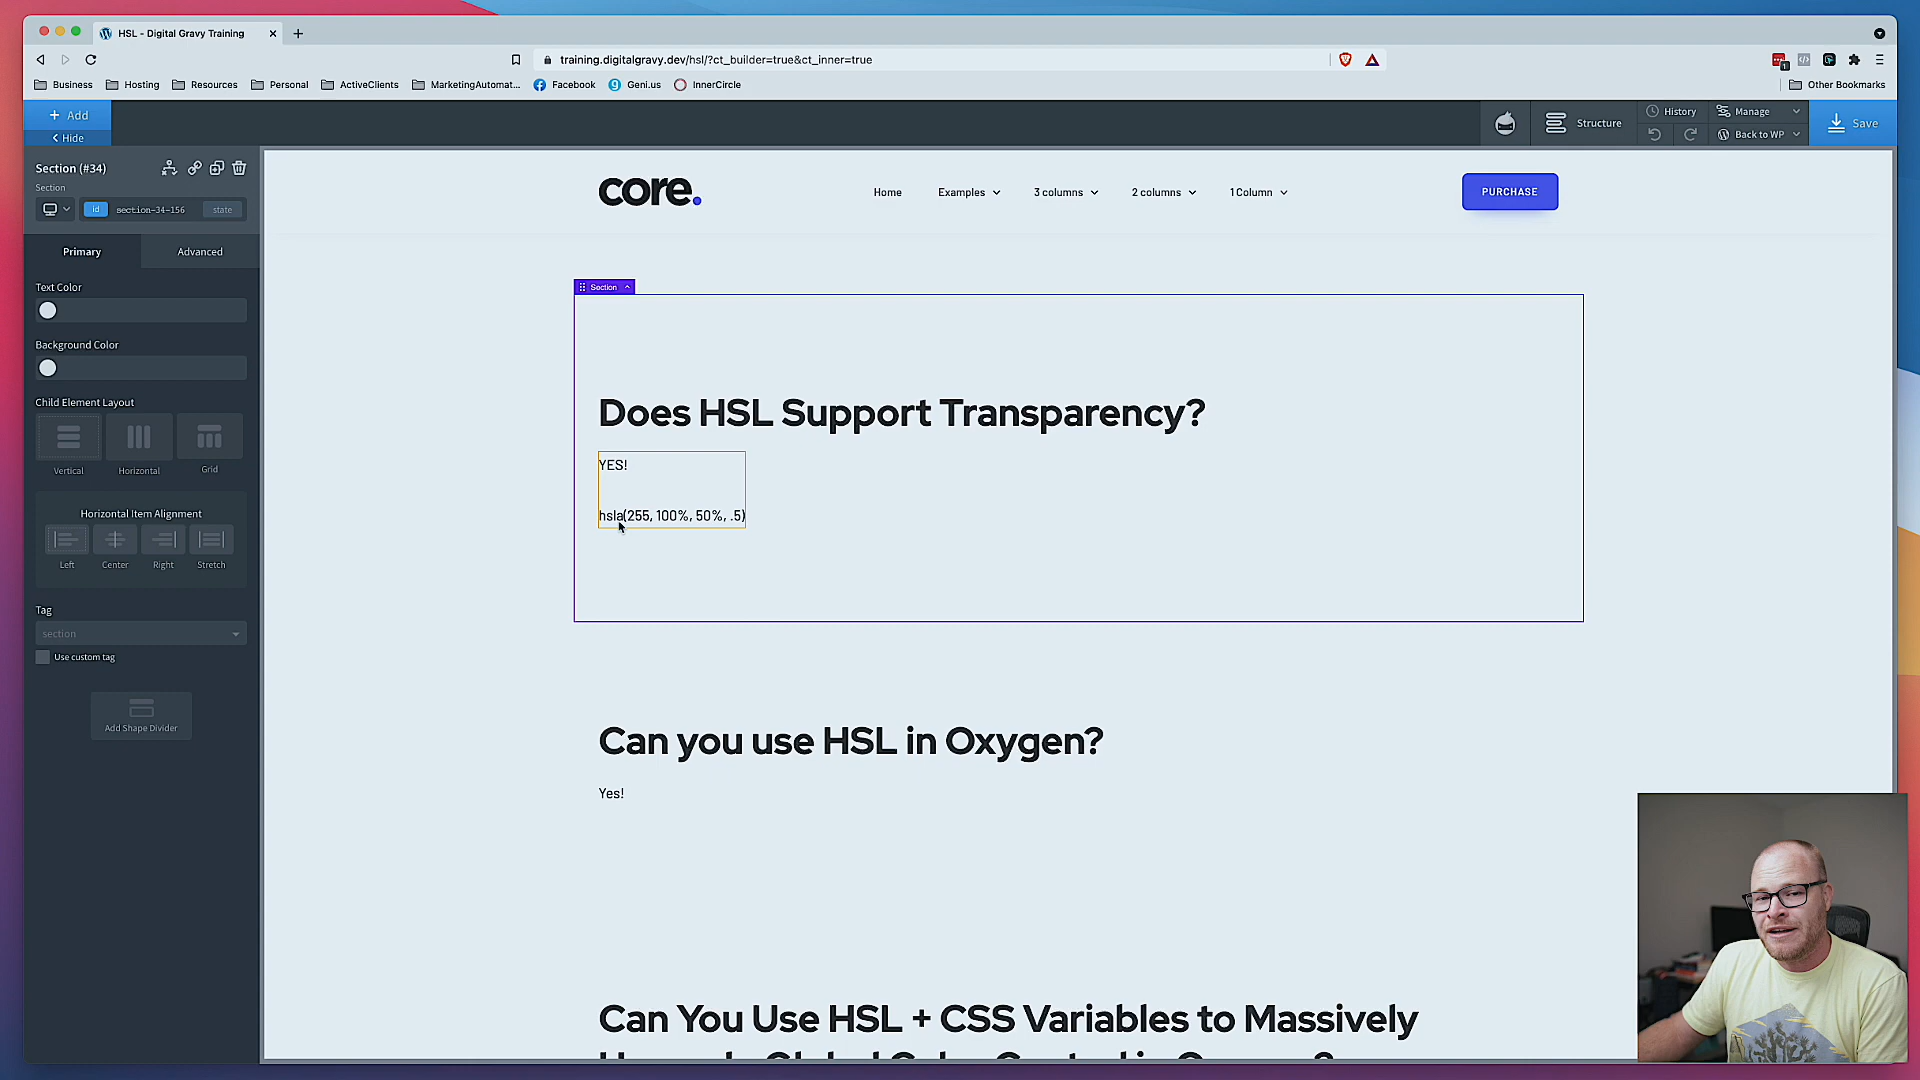 HSL - Digital Gravy Training
training.digitalgravy.dev/hsl/?ct_builder=true&ct_inner=true
1
Business
Hosting
Resources
Personal
ActiveClients
MarketingAutomat...
Facebook
Geni.us
InnerCircle
Other Bookmarks
+ Add
Hide
Structure
History
Manage
Back to WP
Save
Section (#34)
Section
id
section-34-156
state
Primary
Advanced
Text Color
Background Color
Child Element Layout
Vertical
Horizontal
Grid
Horizontal Item Alignment
Left
Center
Right
Stretch
Tag
section
Use custom tag
Add Shape Divider
core.
Home
Examples
3 columns
2 columns
1 Column
PURCHASE
Section
Does HSL Support Transparency?
YES!
hsla(255, 100%, 50%, .5)
Can you use HSL in Oxygen?
Yes!
Can You Use HSL + CSS Variables to Massively